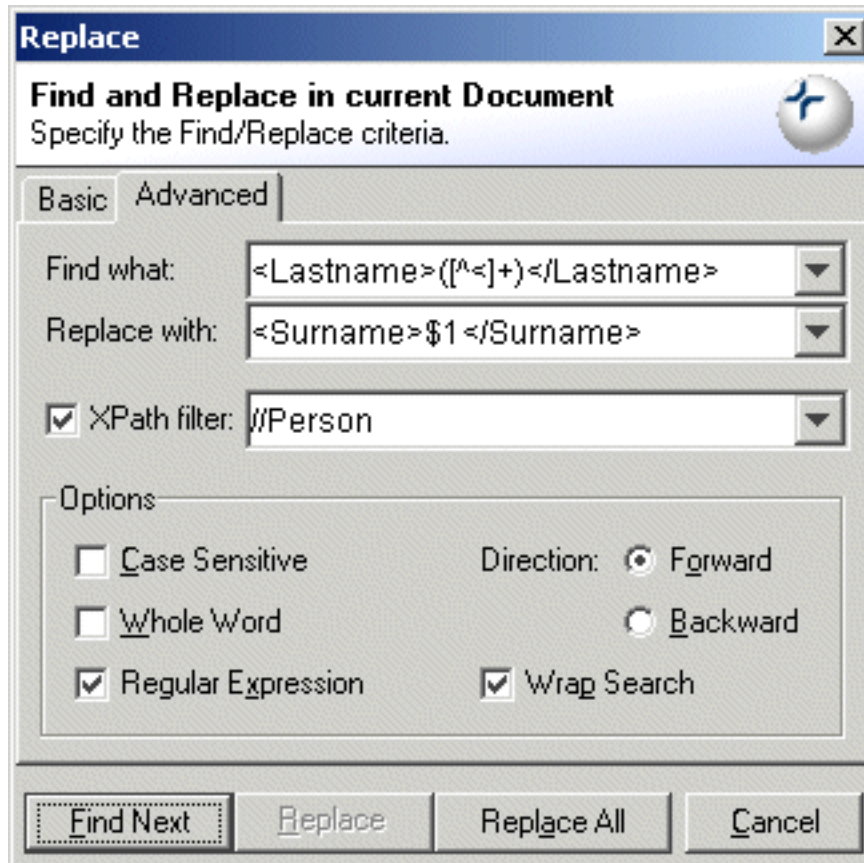 Replace
Find and Replace in current Document
Specify the Find/Replace criteria.
Basic Advanced
Find what: <Lastname>([^<]+)</Lastname>
Replace with: <Surname>$1</Surname>
XPath filter: //Person
Options
Case Sensitive Direction: Forward
Whole Word Backward
Regular Expression Wrap Search
Find Next Replace Replace All Cancel